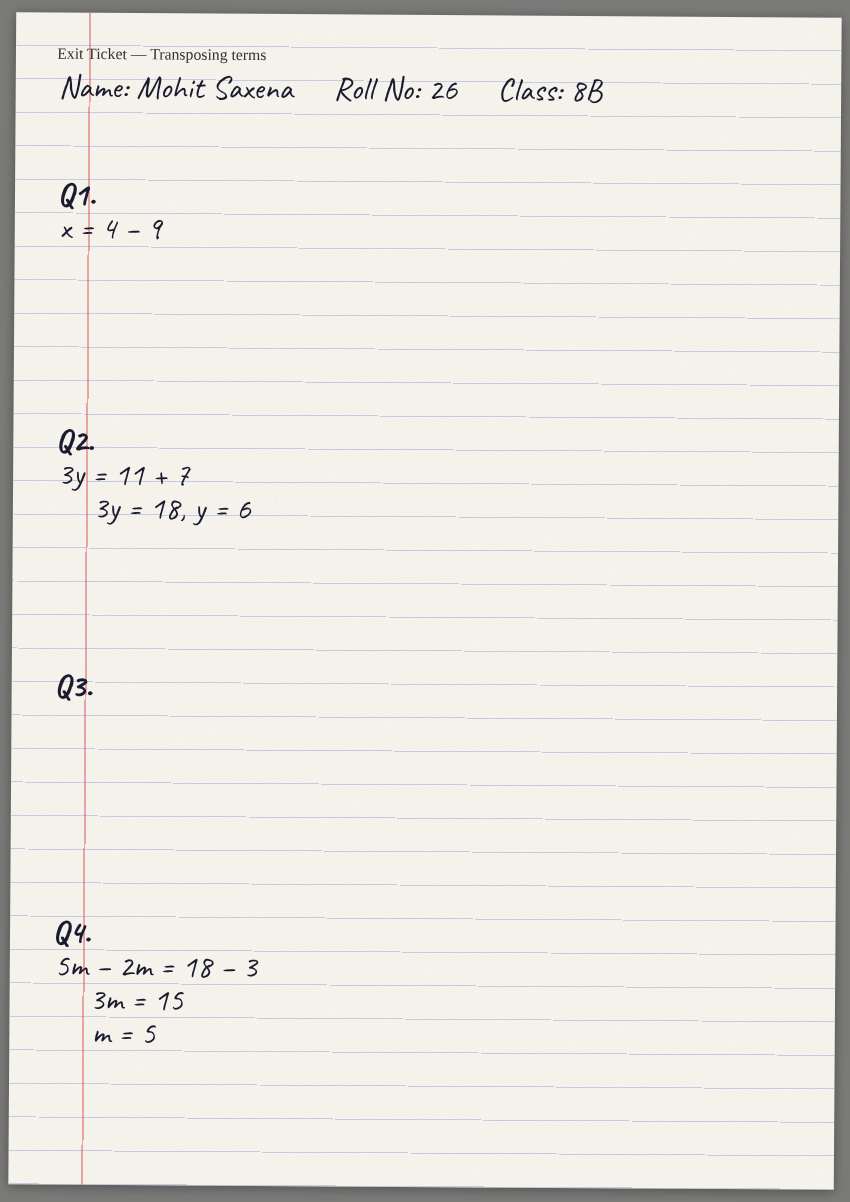 Exit Ticket — Transposing terms
Name: Mohit Saxena Roll No: 26 Class: 8B
Q1.
x = 4 – 9
Q2.
3y = 11 + 7
3y = 18, y = 6
Q3.
Q4.
5m – 2m = 18 – 3
3m = 15
m = 5